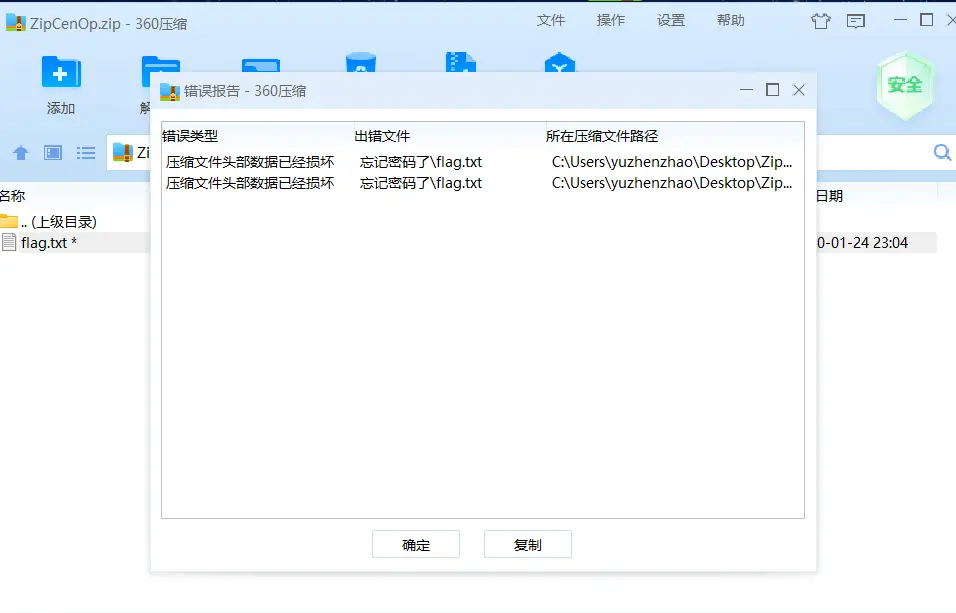 ZipCenOp.zip - 360压缩
文件 操作 设置 帮助
添加
解
安全
错误报告 - 360压缩
Zi
错误类型 出错文件 所在压缩文件路径
压缩文件头部数据已经损坏 忘记密码了\flag.txt C:\Users\yuzhenzhao\Desktop\Zip...
压缩文件头部数据已经损坏 忘记密码了\flag.txt C:\Users\yuzhenzhao\Desktop\Zip...
名称 日期
.. (上级目录)
flag.txt * 0-01-24 23:04
确定 复制